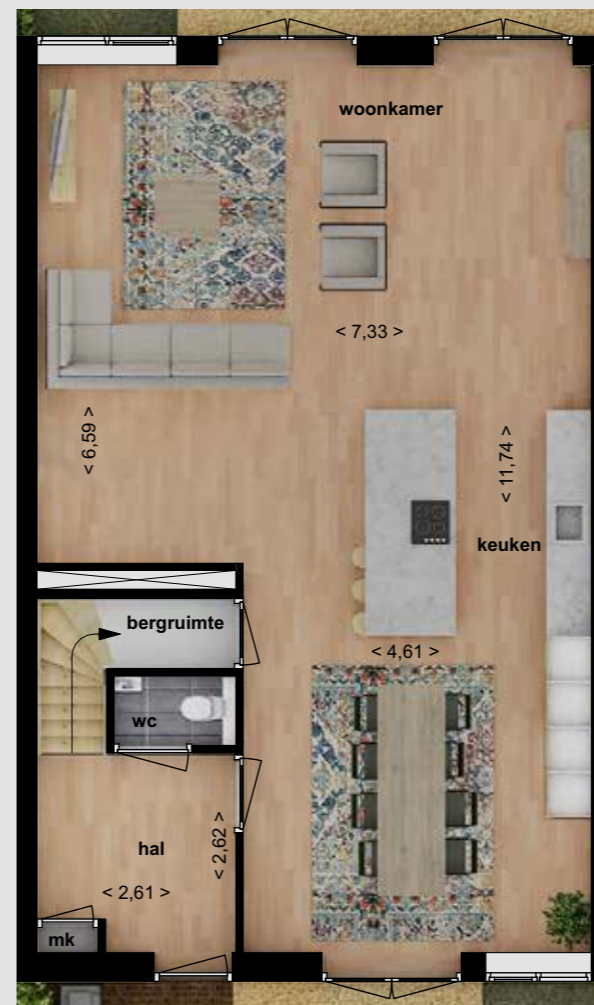 woonkamer
< 7,33 >
< 6,59 >
< 11,74 >
keuken
bergruimte
< 4,61 >
wc
hal
< 2,62 >
< 2,61 >
mk